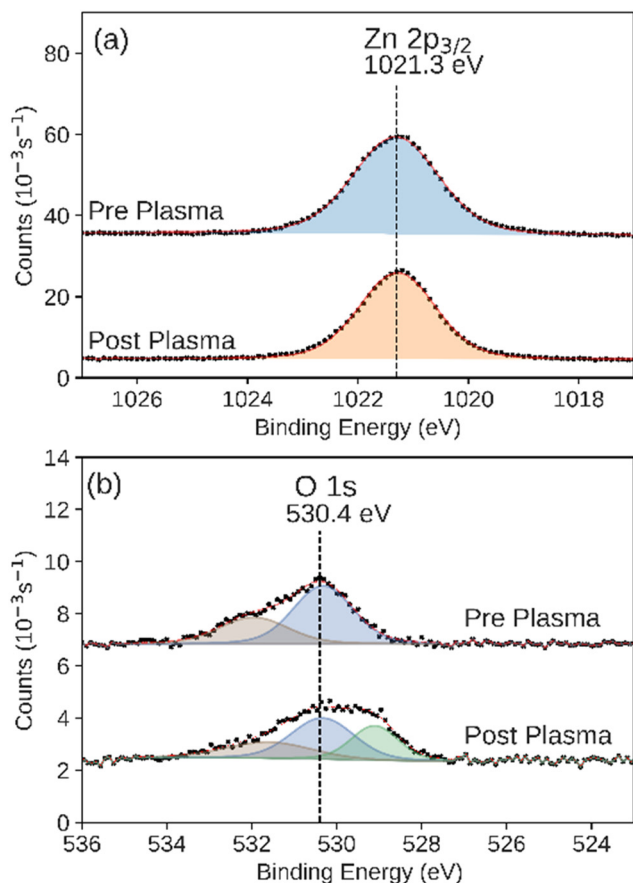 (a)
Zn 2p3/2
1021.3 eV
Counts (10−3s−1)
80
60
40
20
0
Pre Plasma
Post Plasma
1026 1024 1022 1020 1018
Binding Energy (eV)
(b)
O 1s
530.4 eV
Counts (10−3s−1)
14
12
10
8
6
4
2
0
Pre Plasma
Post Plasma
536 534 532 530 528 526 524
Binding Energy (eV)